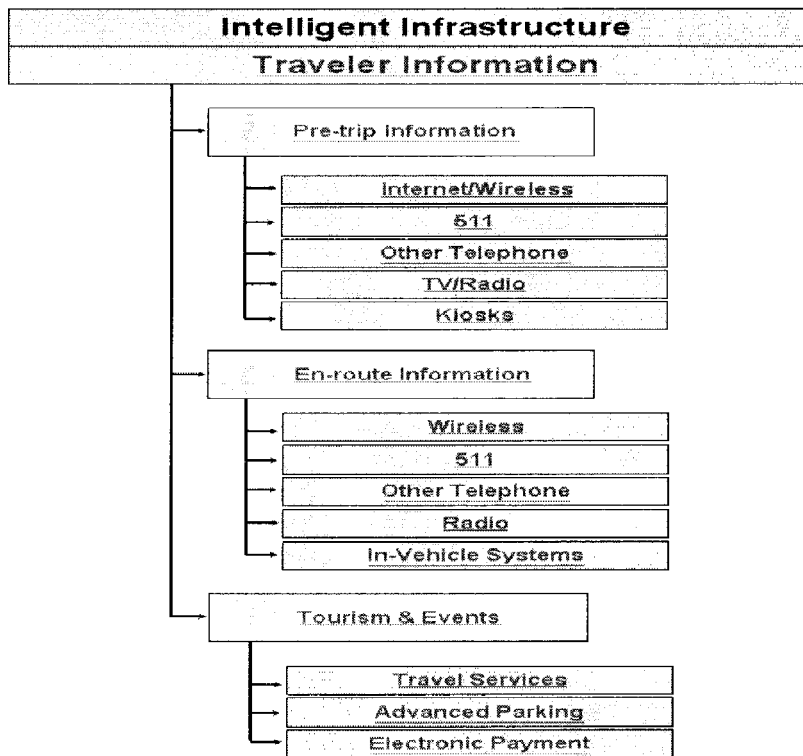 Intelligent Infrastructure
Traveler Information
Pre-trip Information
Internet/Wireless
511
Other Telephone
TV/Radio
Kiosks
En-route Information
Wireless
511
Other Telephone
Radio
In-Vehicle Systems
Tourism & Events
Travel Services
Advanced Parking
Electronic Payment